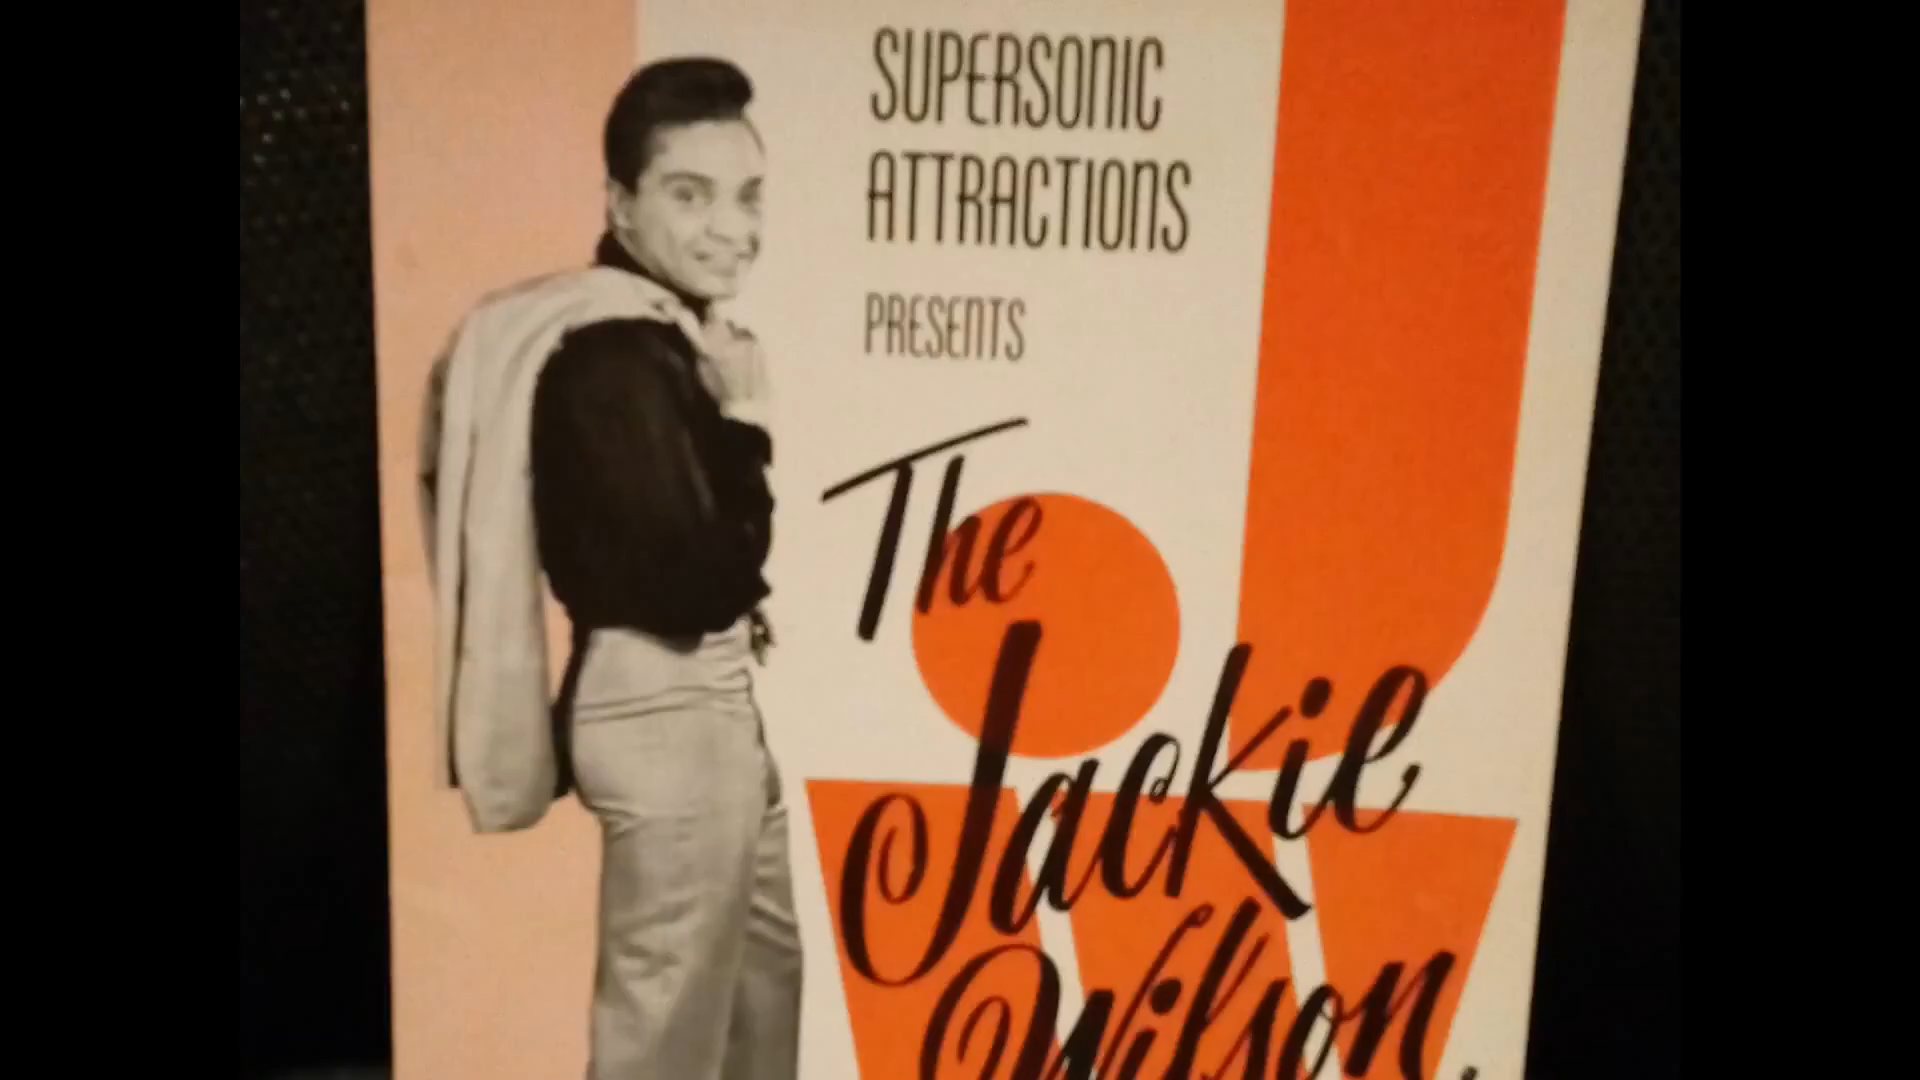 SUPERSONIC
ATTRACTIONS
PRESENTS
The
Jackie
Wilson